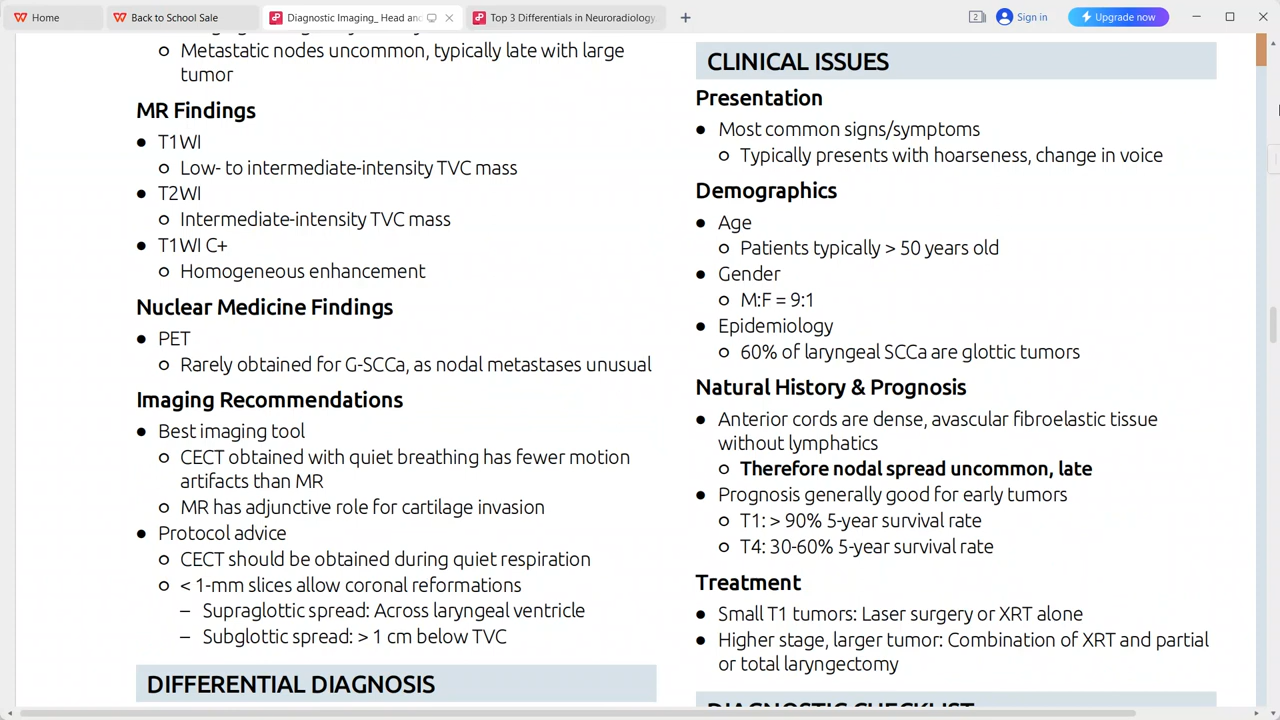 Home
Back to School Sale
Diagnostic Imaging_ Head and
Top 3 Differentials in Neuroradiology.
2
Sign in
Upgrade now
○ Metastatic nodes uncommon, typically late with large
tumor
MR Findings
● T1WI
○ Low- to intermediate-intensity TVC mass
● T2WI
○ Intermediate-intensity TVC mass
● T1WI C+
○ Homogeneous enhancement
Nuclear Medicine Findings
● PET
○ Rarely obtained for G-SCCa, as nodal metastases unusual
Imaging Recommendations
● Best imaging tool
○ CECT obtained with quiet breathing has fewer motion
artifacts than MR
○ MR has adjunctive role for cartilage invasion
● Protocol advice
○ CECT should be obtained during quiet respiration
○ < 1-mm slices allow coronal reformations
– Supraglottic spread: Across laryngeal ventricle
– Subglottic spread: > 1 cm below TVC
DIFFERENTIAL DIAGNOSIS
CLINICAL ISSUES
Presentation
● Most common signs/symptoms
○ Typically presents with hoarseness, change in voice
Demographics
● Age
○ Patients typically > 50 years old
● Gender
○ M:F = 9:1
● Epidemiology
○ 60% of laryngeal SCCa are glottic tumors
Natural History & Prognosis
● Anterior cords are dense, avascular fibroelastic tissue
without lymphatics
○ Therefore nodal spread uncommon, late
● Prognosis generally good for early tumors
○ T1: > 90% 5-year survival rate
○ T4: 30-60% 5-year survival rate
Treatment
● Small T1 tumors: Laser surgery or XRT alone
● Higher stage, larger tumor: Combination of XRT and partial
or total laryngectomy
DIAGNOSTIC CHECKLIST